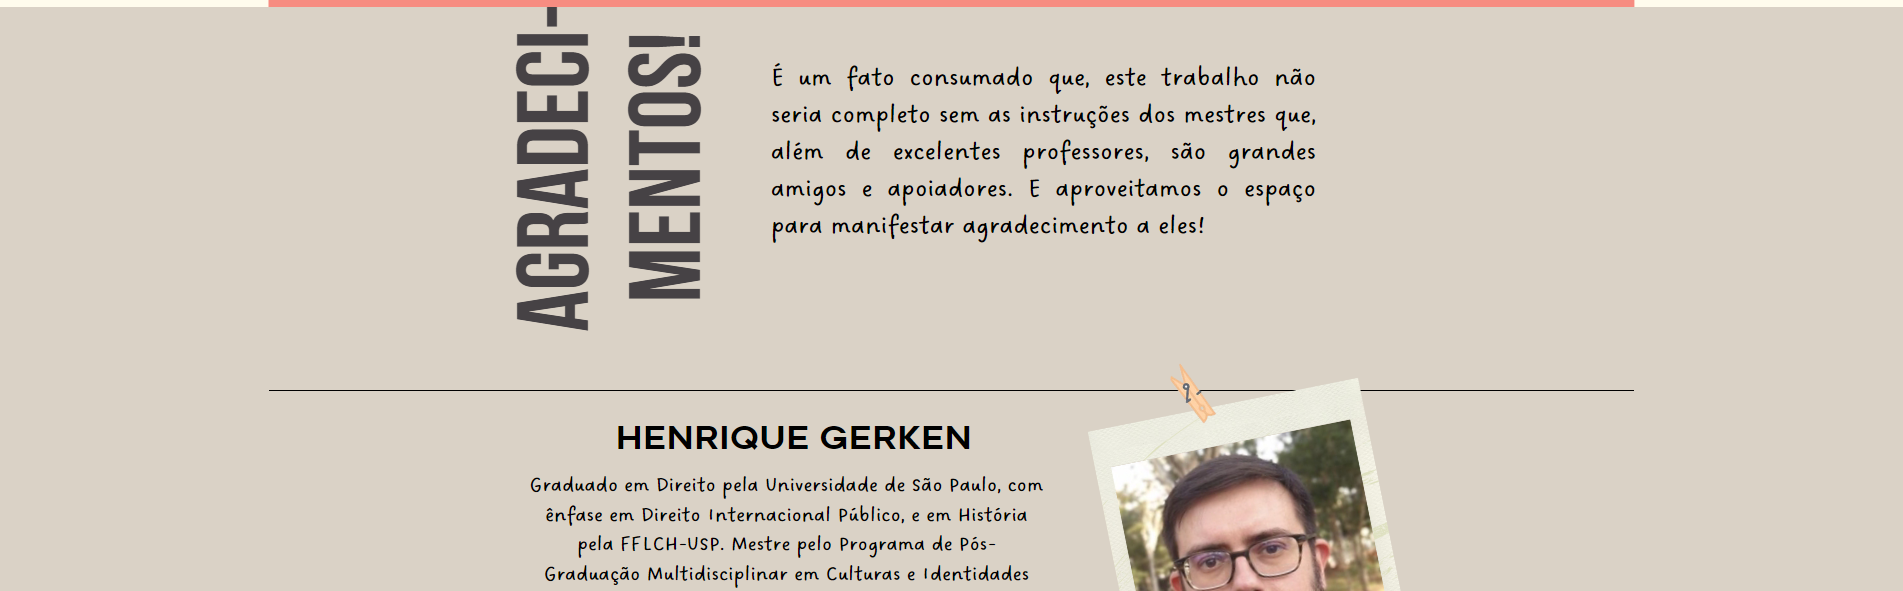 AGRADECI-
MENTOS!
É um fato consumado que, este trabalho não
seria completo sem as instruções dos mestres que,
além de excelentes professores, são grandes
amigos e apoiadores. E aproveitamos o espaço
para manifestar agradecimento a eles!
HENRIQUE GERKEN
Graduado em Direito pela Universidade de São Paulo, com
ênfase em Direito Internacional Público, e em História
pela FFLCH-USP. Mestre pelo Programa de Pós-
Graduação Multidisciplinar em Culturas e Identidades